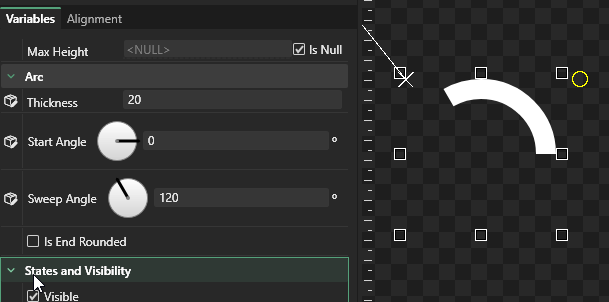 Variables Alignment
Max Height <NULL> Is Null
Arc
Thickness 20
Start Angle 0 °
Sweep Angle 120 °
Is End Rounded
States and Visibility
Visible